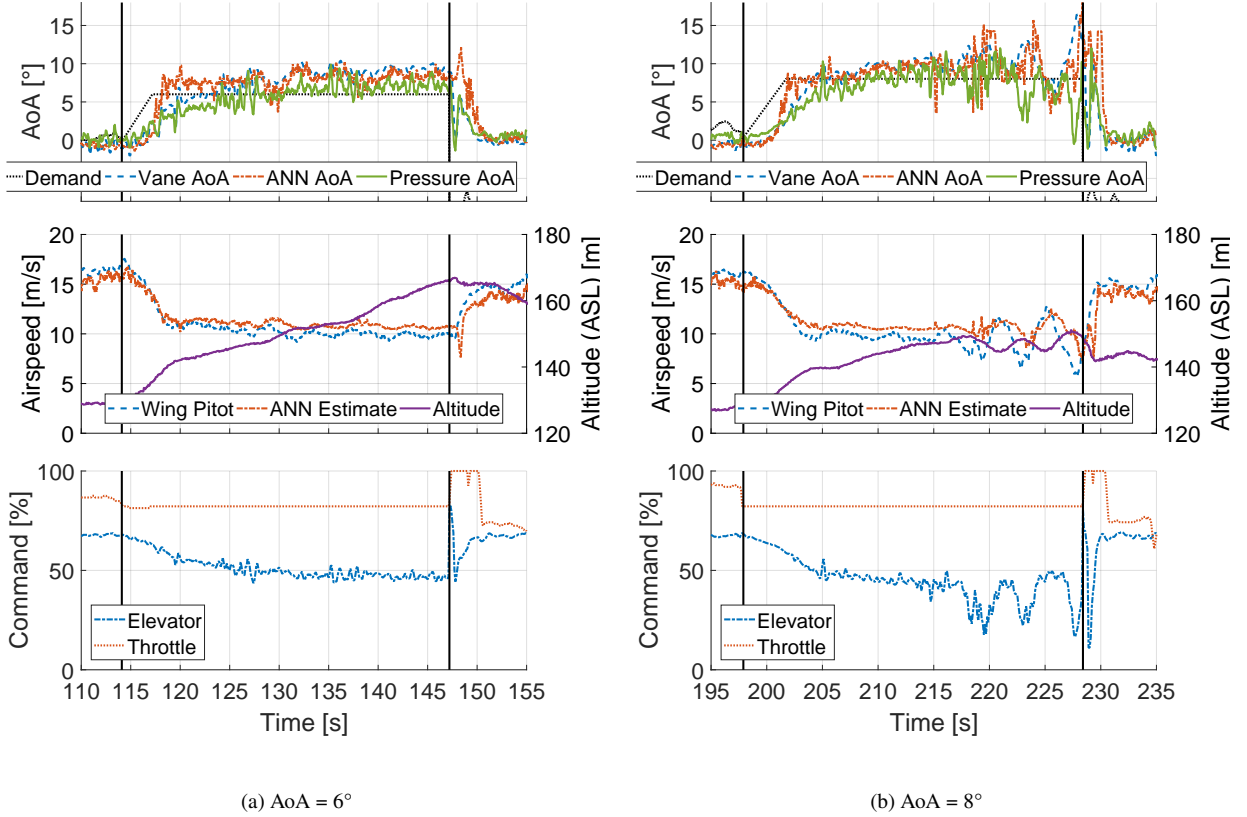 15
10
5
0
AoA [°]
Demand Vane AoA ANN AoA Pressure AoA
20
15
10
5
0
Airspeed [m/s]
180
160
140
120
Altitude (ASL) [m]
Wing Pitot ANN Estimate Altitude
100
50
0
Command [%]
Elevator
Throttle
110 115 120 125 130 135 140 145 150 155
Time [s]
(a) AoA = 6°
15
10
5
0
AoA [°]
Demand Vane AoA ANN AoA Pressure AoA
20
15
10
5
0
Airspeed [m/s]
180
160
140
120
Altitude (ASL) [m]
Wing Pitot ANN Estimate Altitude
100
50
0
Command [%]
Elevator
Throttle
195 200 205 210 215 220 225 230 235
Time [s]
(b) AoA = 8°